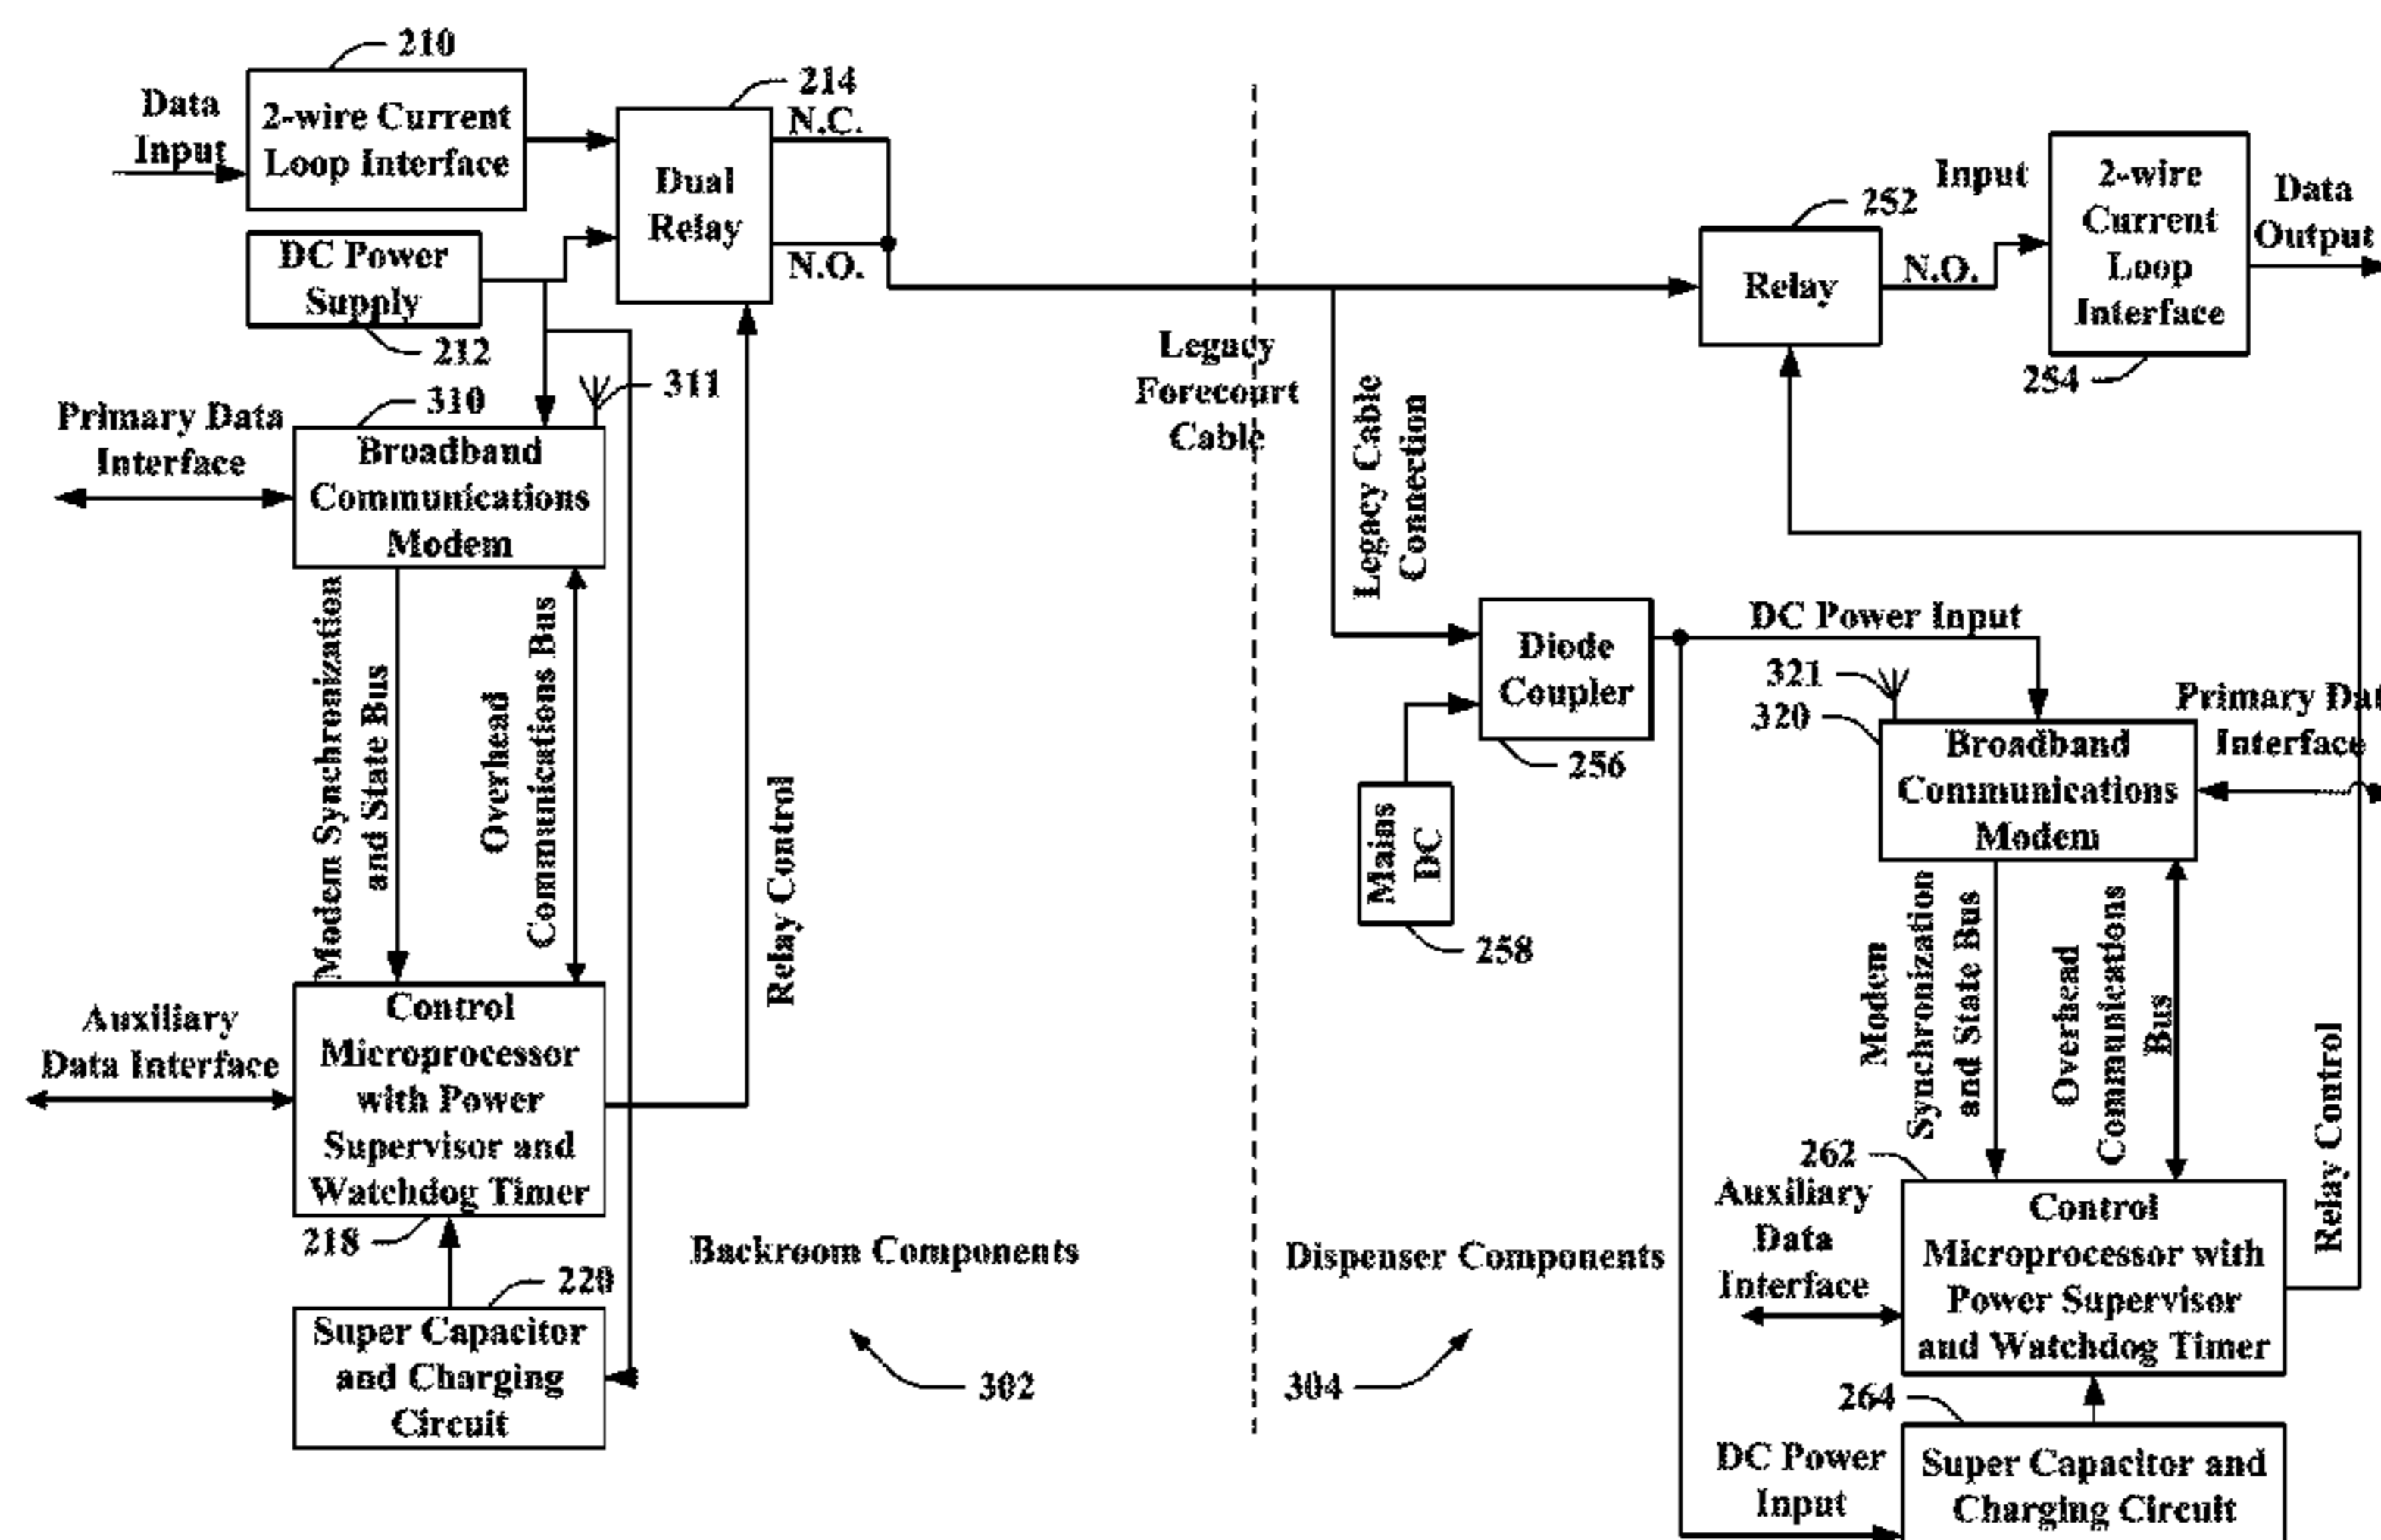 210
Data
Input
2-wire Current
Loop Interface
214
N.C.
Dual
Relay
N.O.
DC Power
Supply
212
311
310
Primary Data
Interface
Broadband
Communications
Modem
Modem Synchronization
and State Bus
Overhead
Communications Bus
Relay Control
Auxiliary
Data Interface
Control
Microprocessor
with Power
Supervisor and
Watchdog Timer
218
220
Super Capacitor
and Charging
Circuit
Backroom Components
302
Legacy
Forecourt
Cable
Legacy Cable
Connection
252
Relay
N.O.
Input
2-wire
Current
Loop
Interface
254
Data
Output
Diode
Coupler
256
Mains
DC
258
DC Power Input
321
320
Broadband
Communications
Modem
Primary Dat
Interface
Modem
Synchronization
and State Bus
Overhead
Communications
Bus
Relay Control
262
Auxiliary
Data
Interface
Control
Microprocessor with
Power Supervisor
and Watchdog Timer
264
DC Power
Input
Super Capacitor and
Charging Circuit
Dispenser Components
304